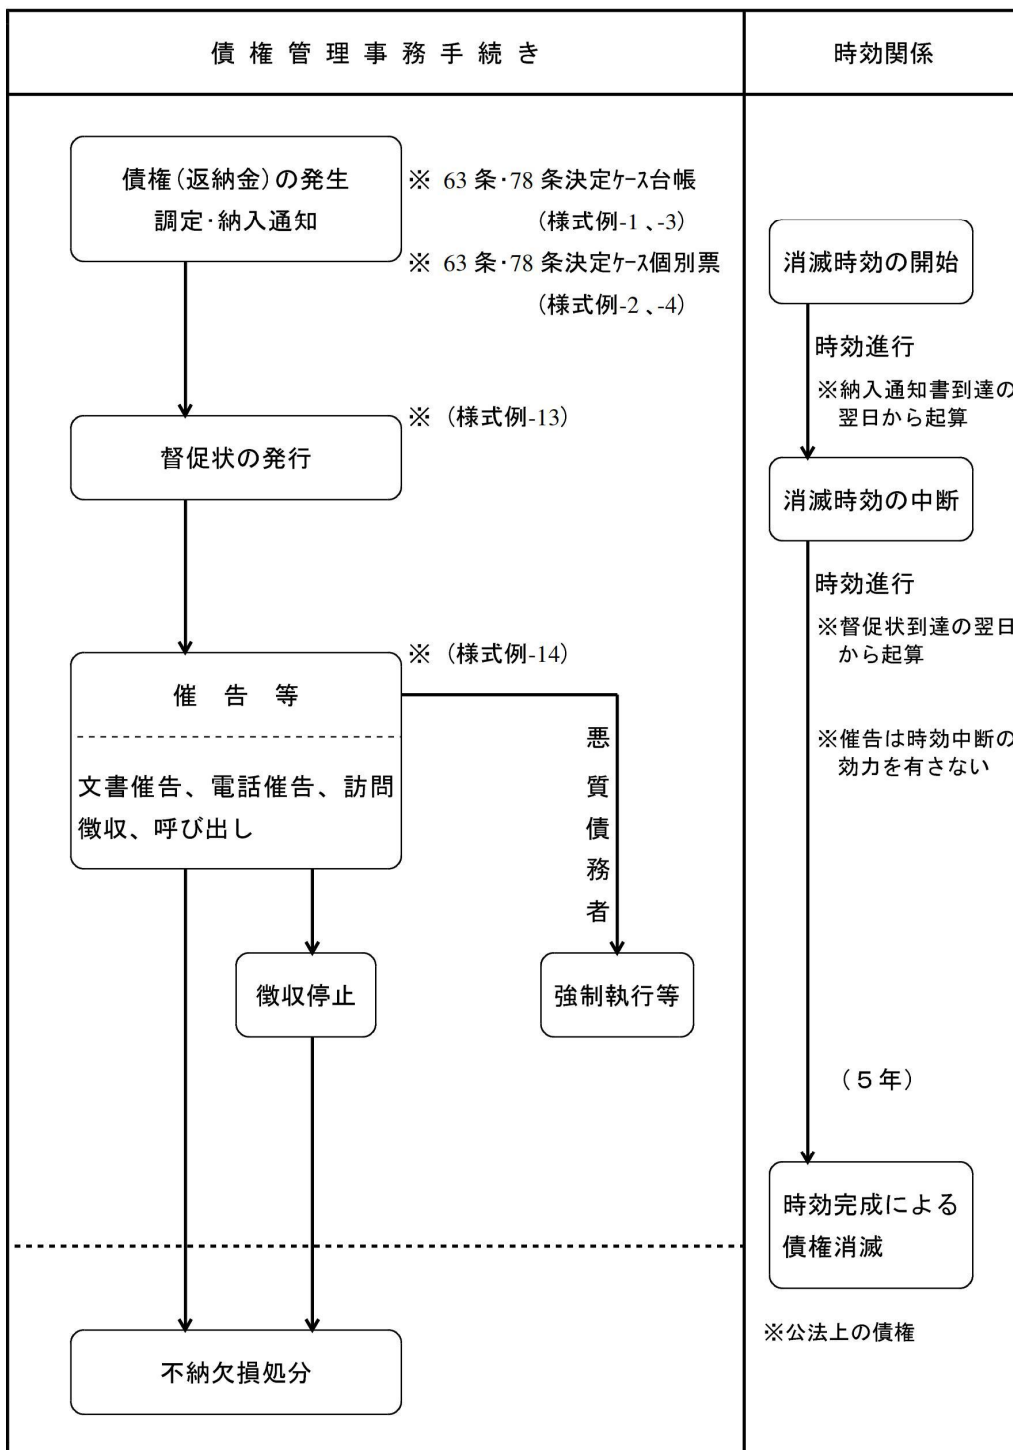 債権管理事務手続き
時効関係
債権(返納金)の発生
調定･納入通知
※ 63 条･78 条決定ｹｰｽ台帳
(様式例-1 、-3)
※ 63 条･78 条決定ｹｰｽ個別票
(様式例-2 、-4)
消滅時効の開始
時効進行
※納入通知書到達の
翌日から起算
※ (様式例-13)
督促状の発行
消滅時効の中断
時効進行
※督促状到達の翌日
から起算
※ (様式例-14)
催 告 等
文書催告、電話催告、訪問
徴収、呼び出し
悪質債務者
※催告は時効中断の
効力を有さない
徴収停止
強制執行等
(５年)
時効完成による
債権消滅
※公法上の債権
不納欠損処分